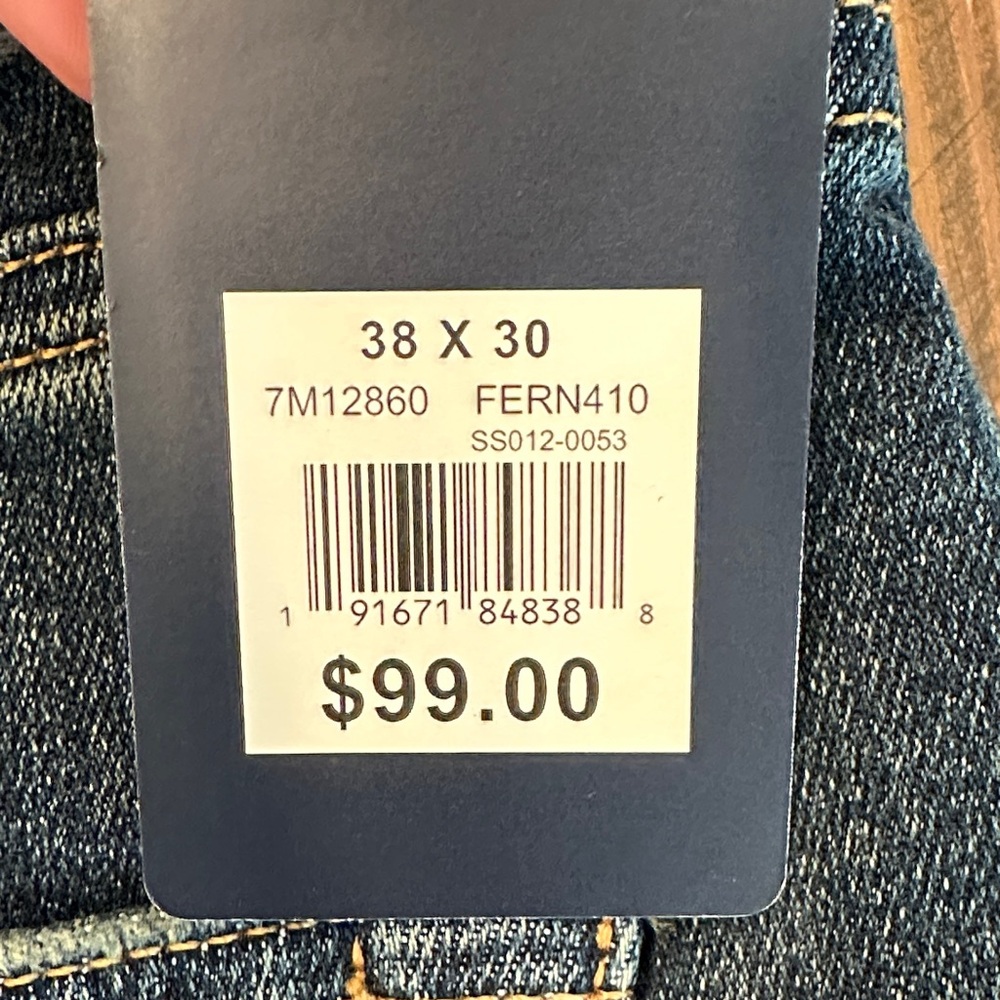 38 X 30
7M12860 FERN410
SS012-0053
1 91671 84838 8
$99.00